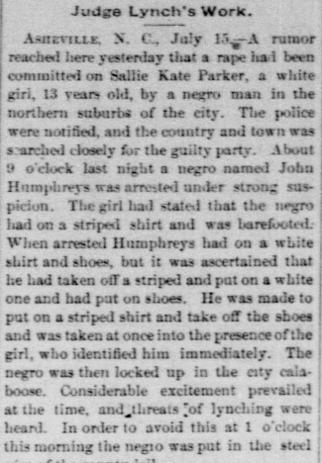 Judge Lynch's Work.
ASHEVILLE, N. C., July 15.—A rumor
reached here yesterday that a rape had been
committed on Sallie Kate Parker, a white
girl, 13 years old, by a negro man in the
northern suburbs of the city. The police
were notified, and the country and town was
searched closely for the guilty party. About
9 o'clock last night a negro named John
Humphreys was arrested under strong sus-
picion. The girl had stated that the negro
had on a striped shirt and was barefooted.
When arrested Humphreys had on a white
shirt and shoes, but it was ascertained that
he had taken off a striped and put on a white
one and had put on shoes. He was made to
put on a striped shirt and take off the shoes
and was taken at once into the presence of the
girl, who identified him immediately. The
negro was then locked up in the city cala-
boose. Considerable excitement prevailed
at the time, and threats of lynching were
heard. In order to avoid this at 1 o'clock
this morning the negro was put in the steel